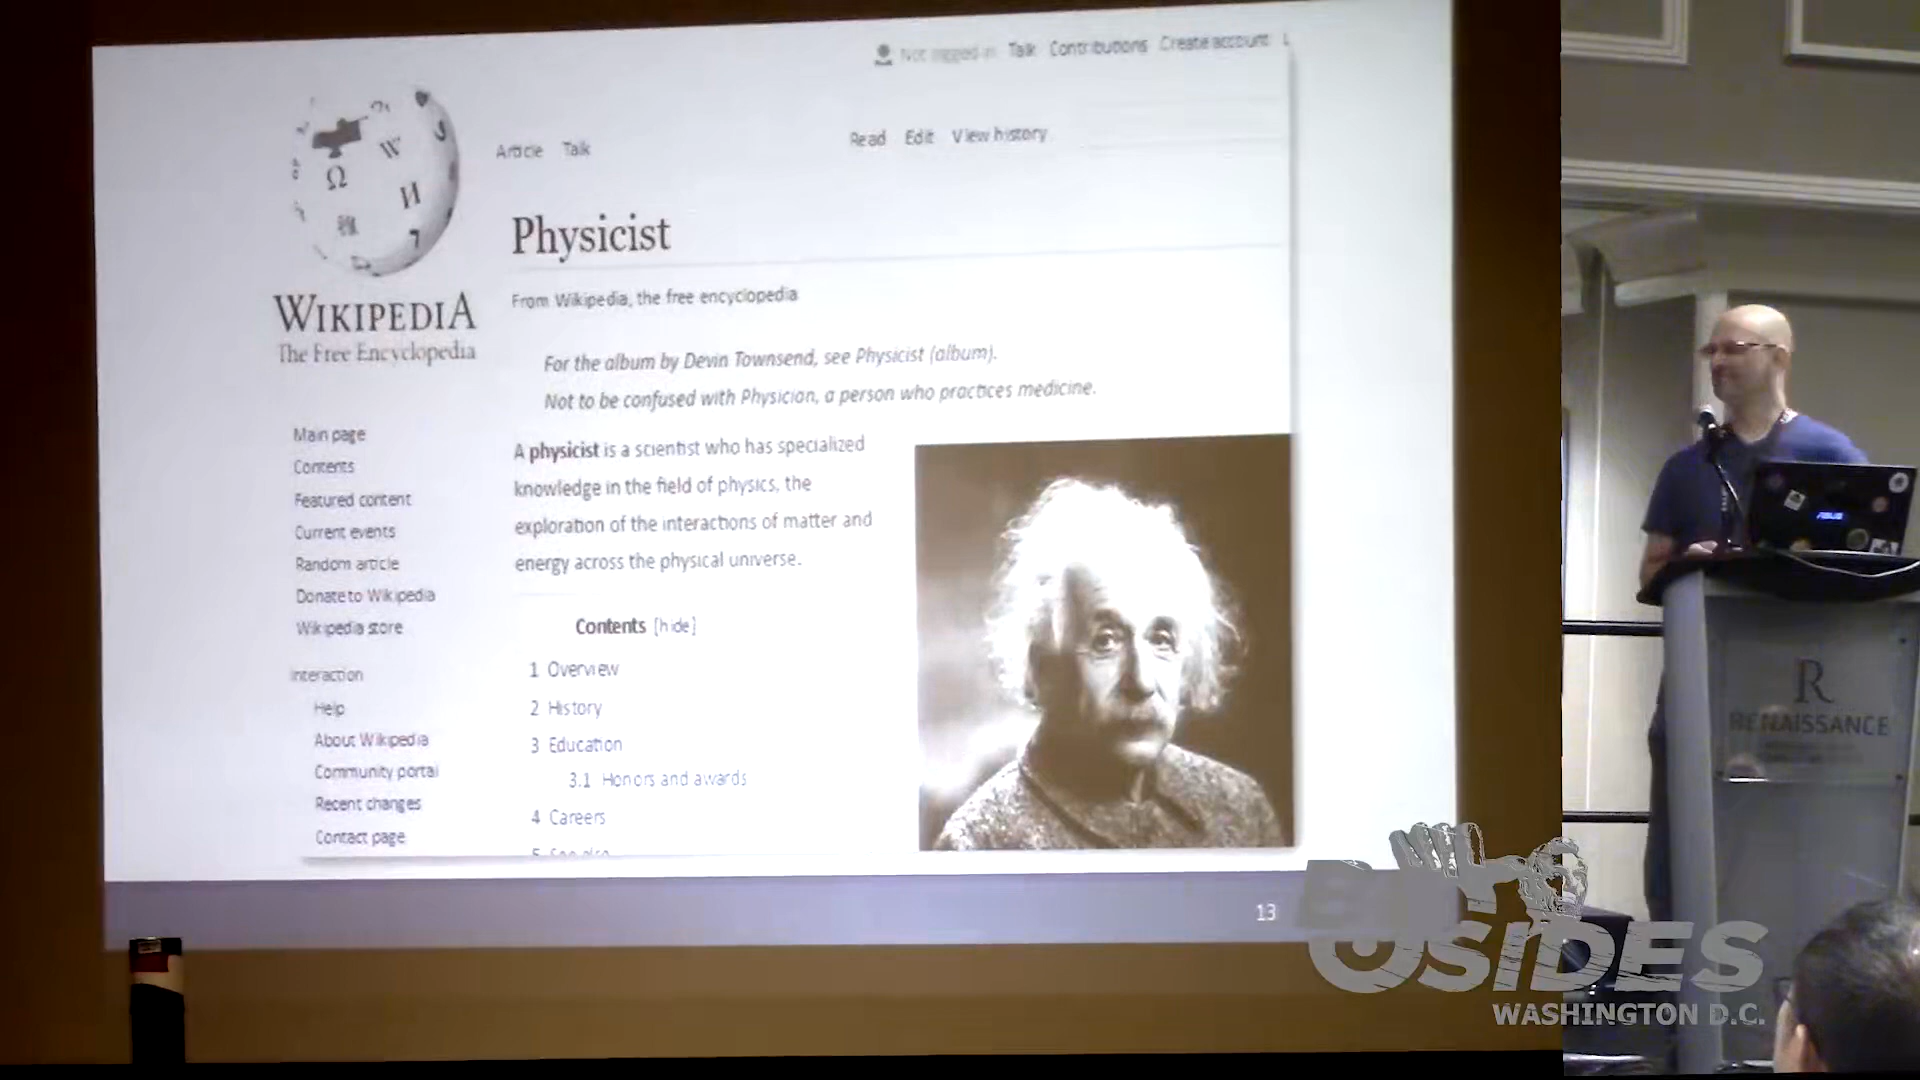 Not logged in Talk Contributions Create account
Article Talk
Read Edit View history
Physicist
From Wikipedia, the free encyclopedia
WIKIPEDIA
The Free Encyclopedia
For the album by Devin Townsend, see Physicist (album).
Not to be confused with Physician, a person who practices medicine.
Main page
Contents
Featured content
Current events
Random article
Donate to Wikipedia
Wikipedia store
Interaction
Help
About Wikipedia
Community portal
Recent changes
Contact page
A physicist is a scientist who has specialized
knowledge in the field of physics, the
exploration of the interactions of matter and
energy across the physical universe.
Contents [hide]
1 Overview
2 History
3 Education
3.1 Honors and awards
4 Careers
5 See also
13
Ω
W
И
7
ASUS
R
RENAISSANCE
BSIDES
WASHINGTON D.C.